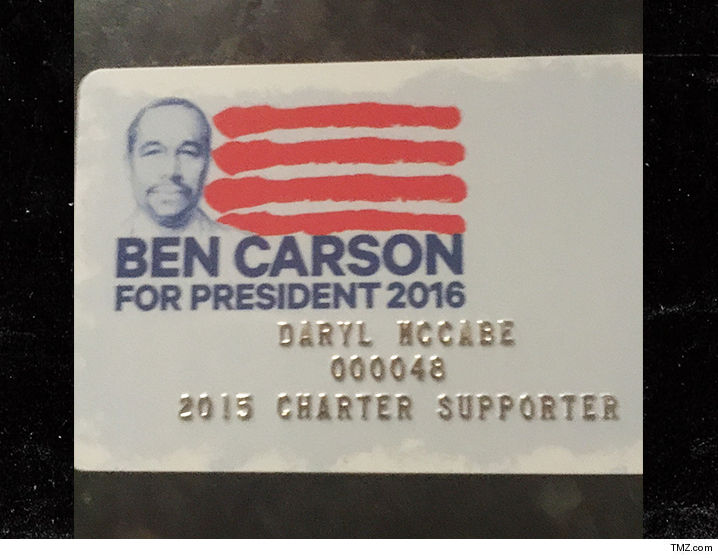 BEN CARSON
FOR PRESIDENT 2016
DARYL MCCABE
000048
2015 CHARTER SUPPORTER
TMZ.com